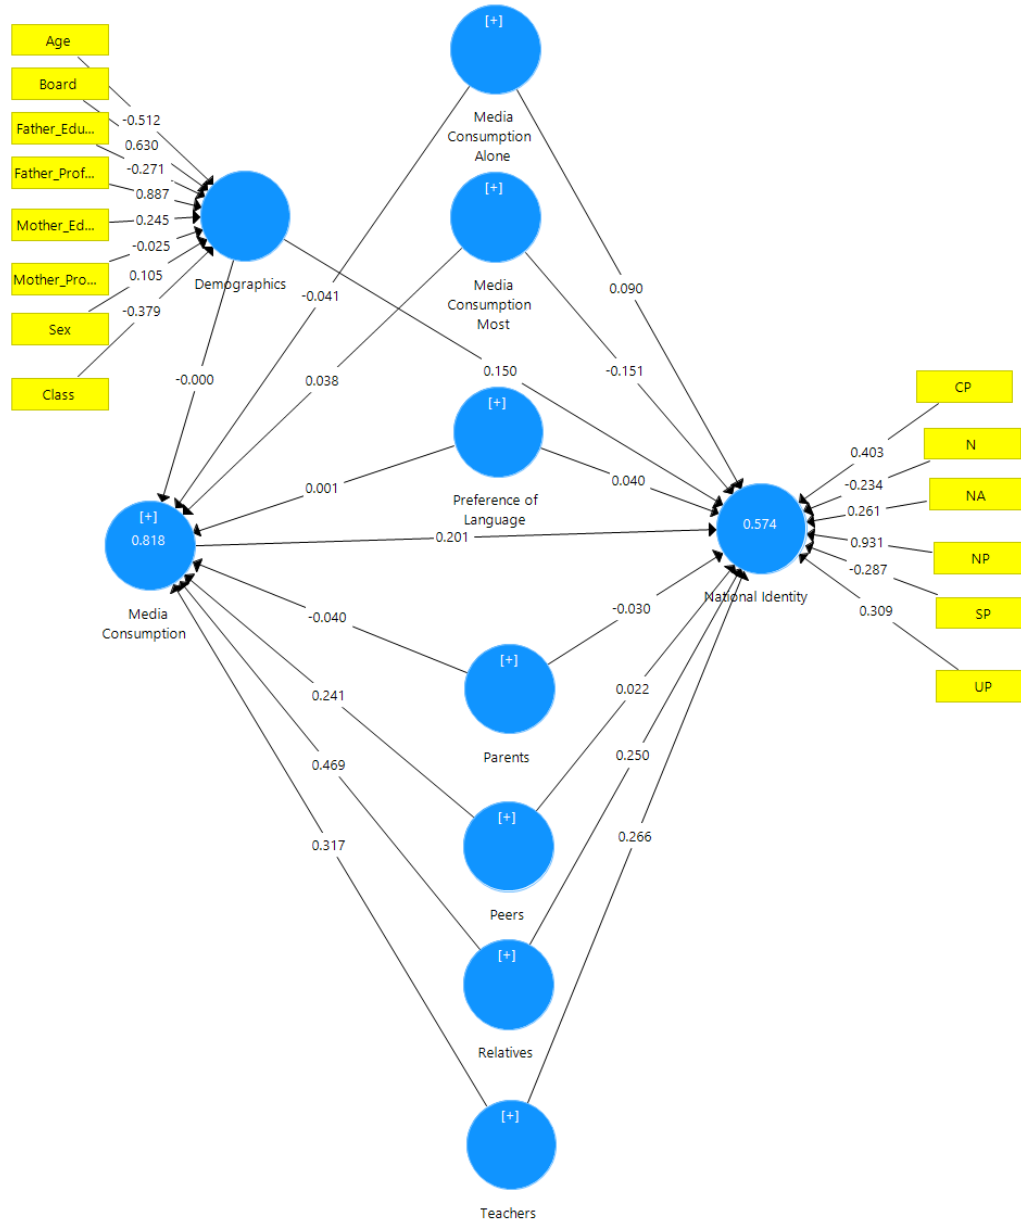 [+]
Media
Consumption
Alone
Age
Board
Father_Edu...
Father_Prof...
Mother_Ed...
Mother_Pro...
Sex
Class
-0.512
0.630
-0.271
0.887
0.245
-0.025
0.105
-0.379
Demographics
[+]
Media
Consumption
Most
-0.041
0.090
-0.000
0.038
0.150
-0.151
[+]
Preference of
Language
0.001
0.040
[+]
0.818
Media
Consumption
0.201
0.574
National Identity
CP
N
NA
NP
SP
UP
0.403
-0.234
0.261
0.931
-0.287
0.309
-0.040
-0.030
[+]
Parents
0.241
0.022
0.469
0.250
0.317
0.266
[+]
Peers
[+]
Relatives
[+]
Teachers